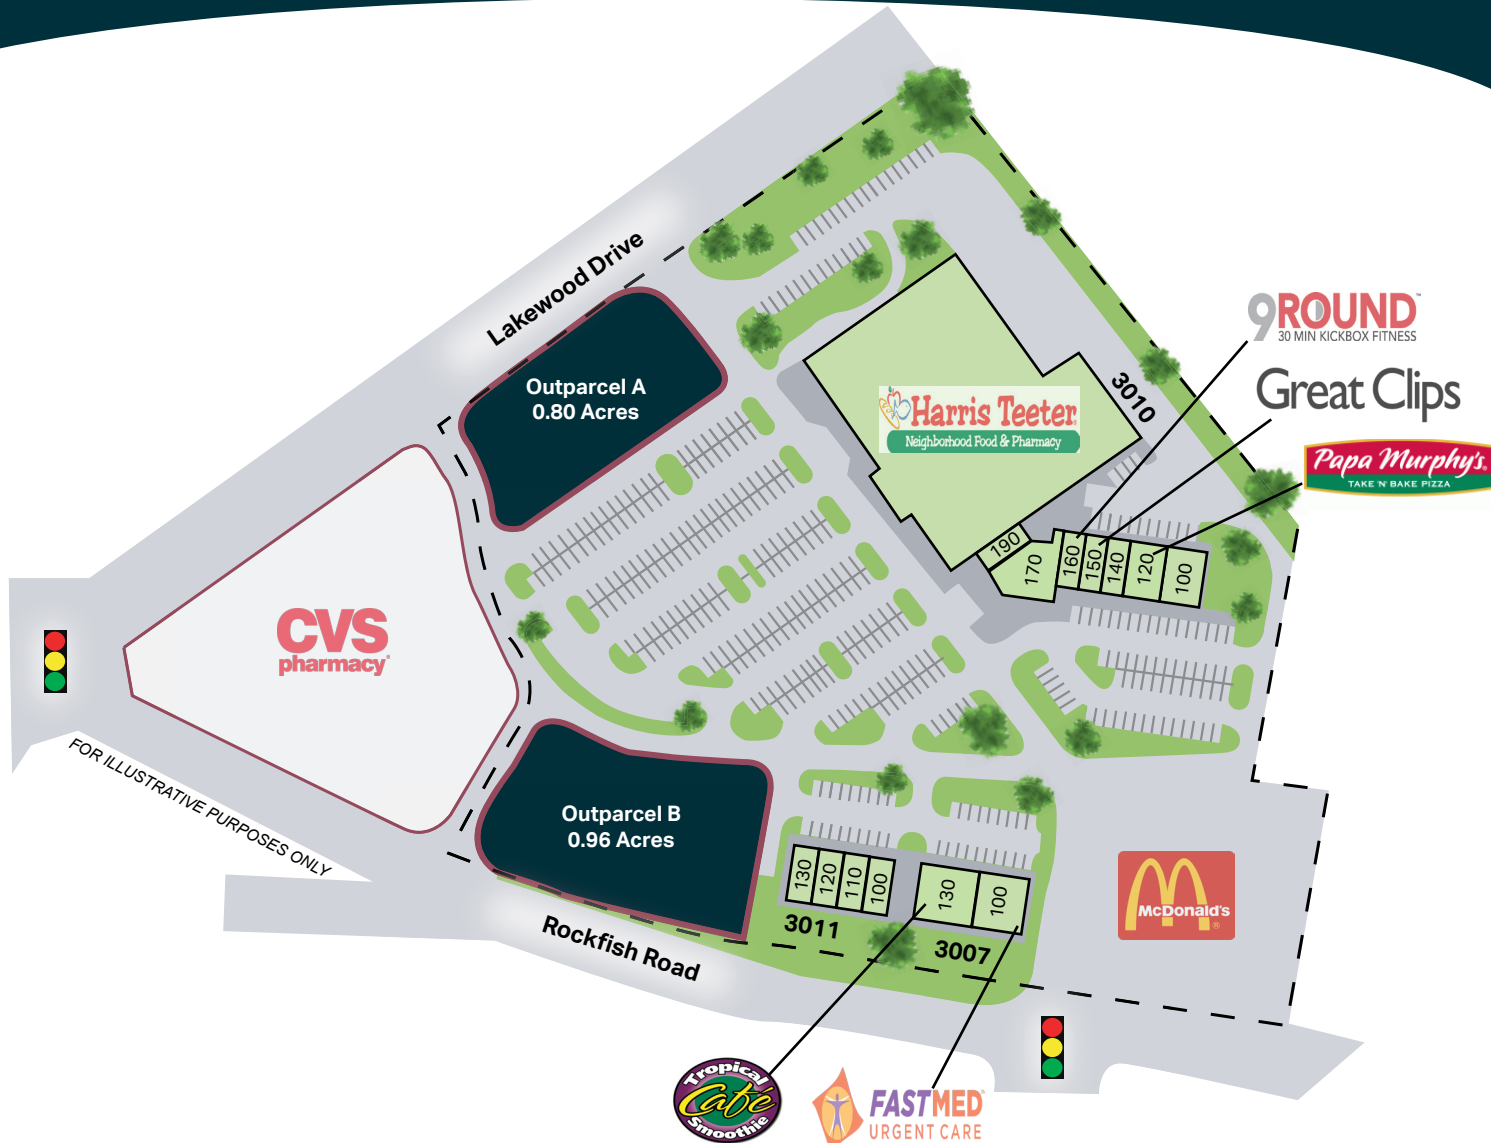 Lakewood Drive
Outparcel A
0.80 Acres
9ROUND™
30 MIN KICKBOX FITNESS
Great Clips
Papa Murphy's®
TAKE 'N' BAKE PIZZA
3010
Harris Teeter
Neighborhood Food & Pharmacy
190
170
160
150
140
120
100
CVS
pharmacy®
FOR ILLUSTRATIVE PURPOSES ONLY
Outparcel B
0.96 Acres
130
120
110
100
3011
130
100
3007
McDonald's®
Rockfish Road
Tropical
Café
Smoothie
FASTMED
URGENT CARE